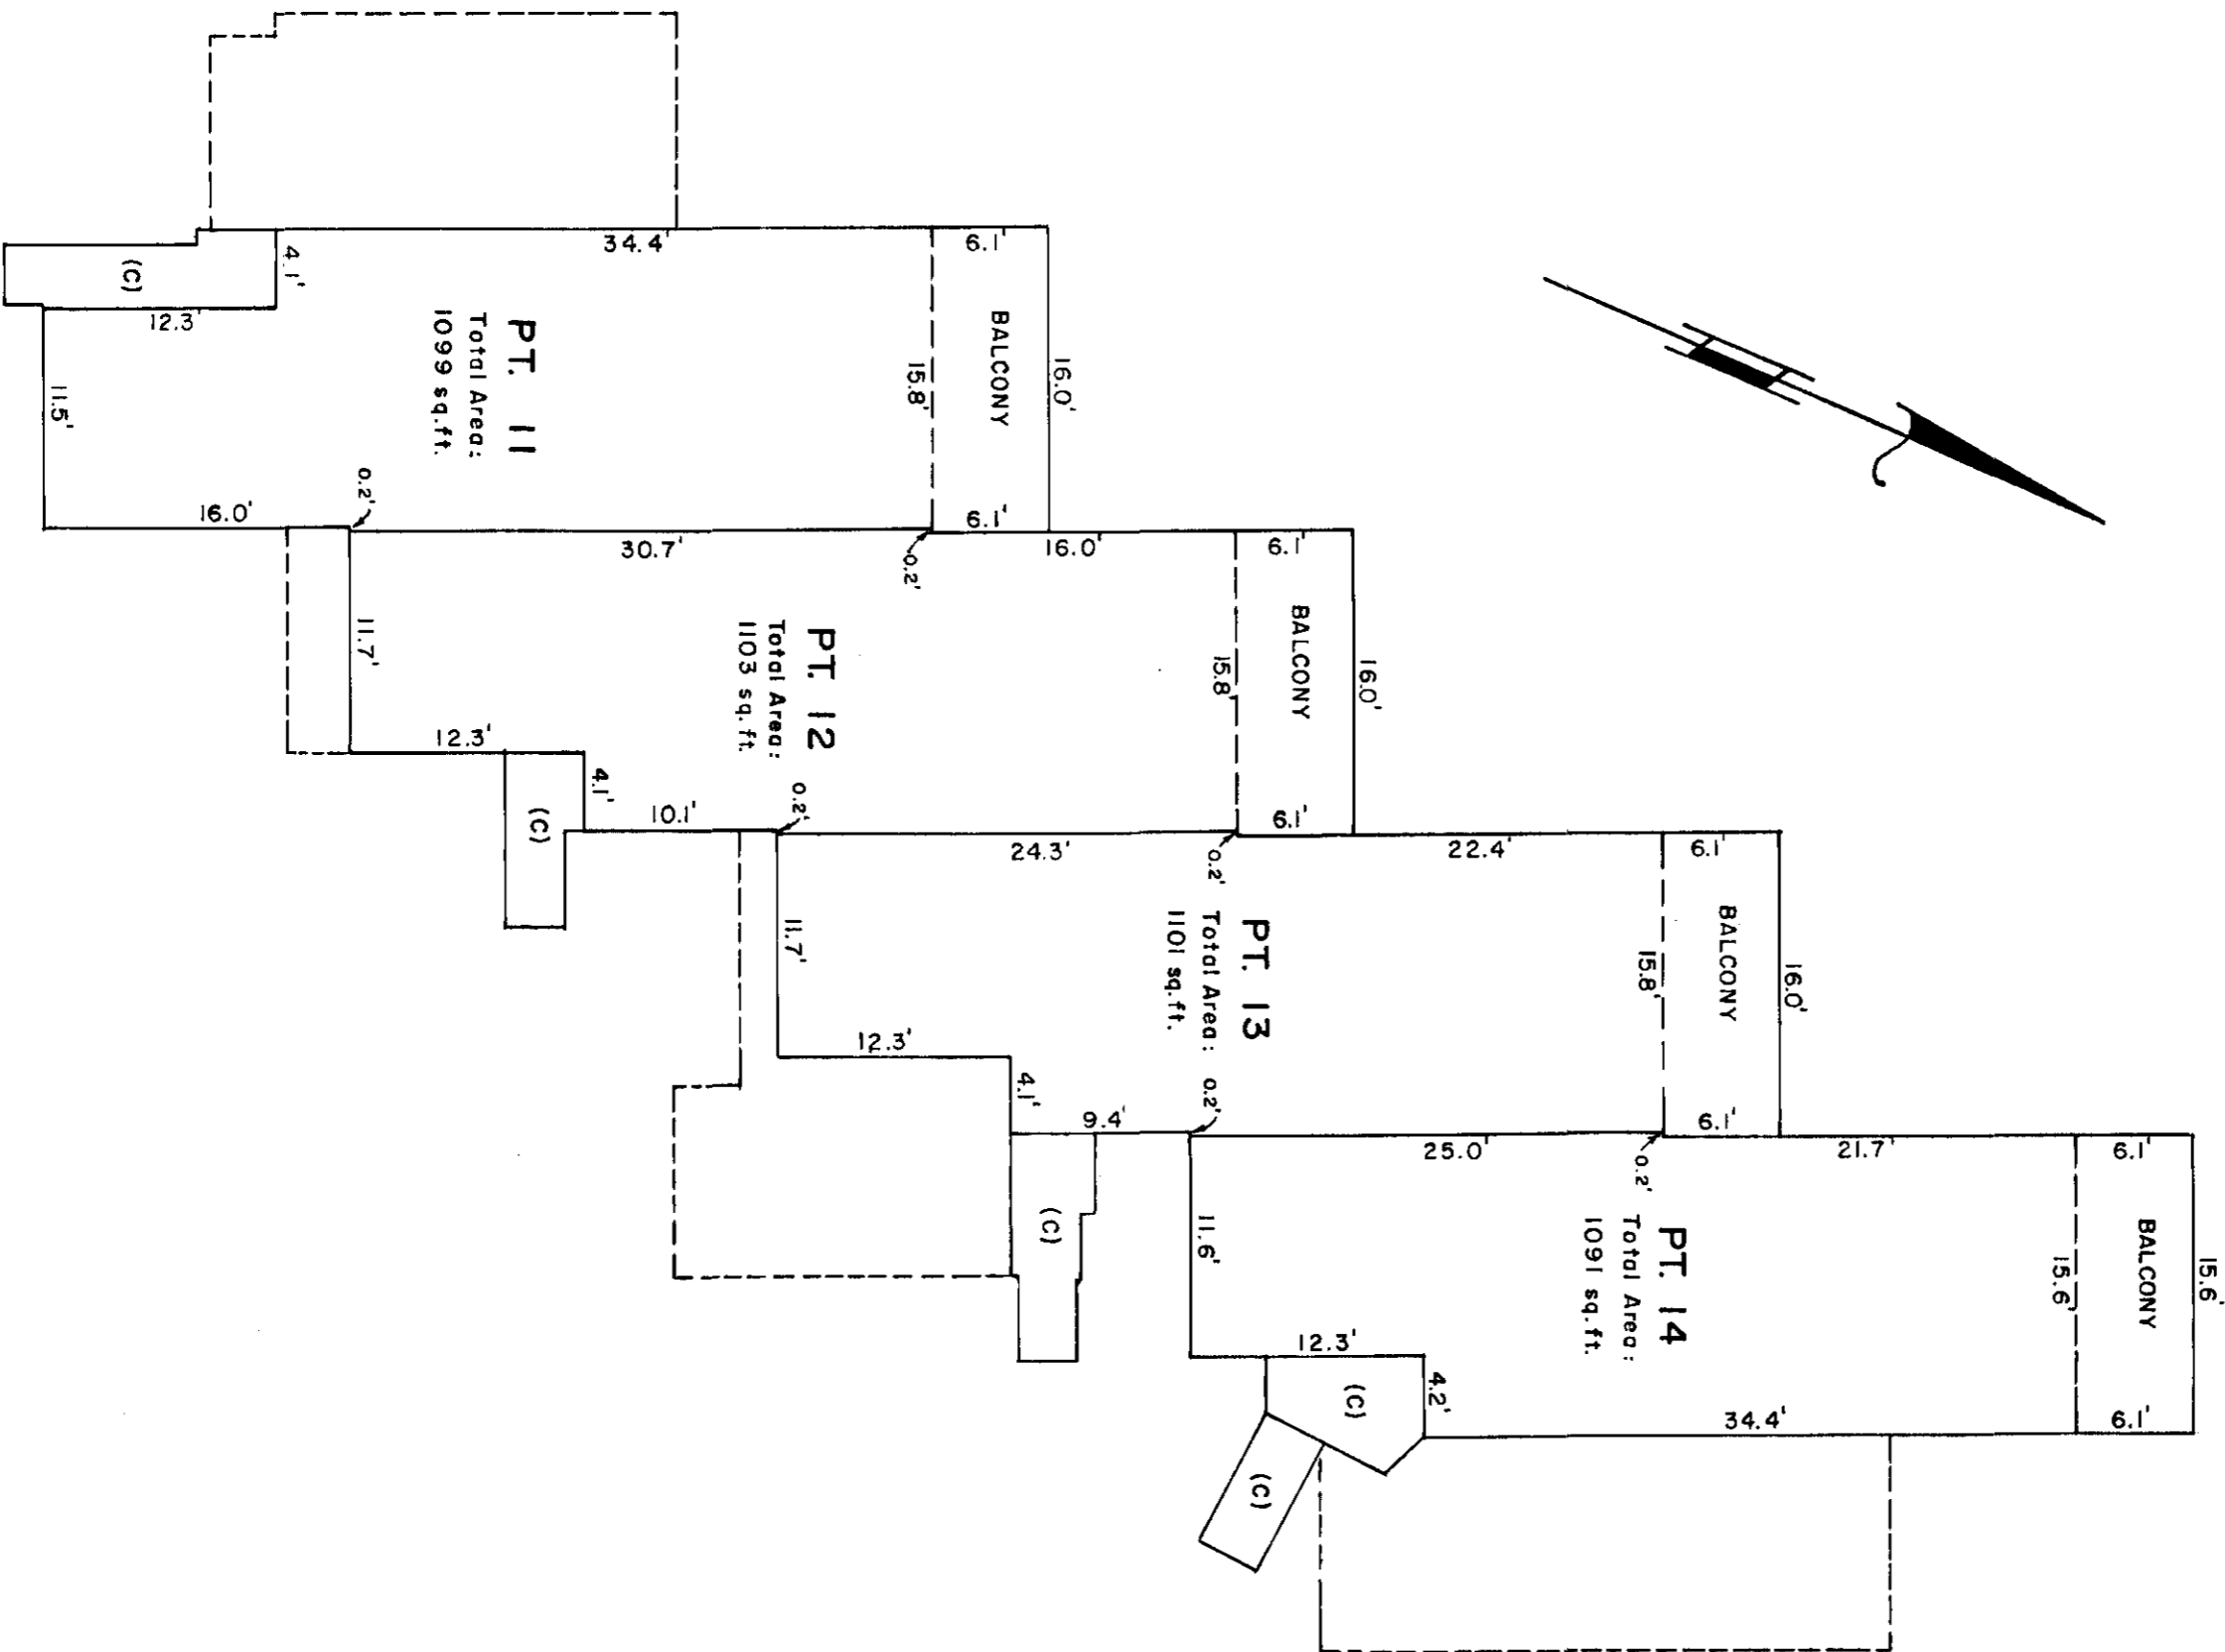 34.4'
6.1'
4.1'
(C)
12.3'
BALCONY
16.0'
PT. 11
Total Area:
1099 sq.ft.
15.8'
11.5'
16.0'
0.2'
6.1'
30.7'
0.2'
16.0'
6.1'
BALCONY
16.0'
PT. 12
Total Area:
1103 sq. ft.
15.8'
11.7'
12.3'
4.1'
(C)
10.1'
0.2'
6.1'
24.3'
0.2'
22.4'
6.1'
BALCONY
16.0'
PT. 13
Total Area:
1101 sq.ft.
15.8'
11.7'
12.3'
4.1'
(C)
9.4'
0.2'
6.1'
25.0'
0.2'
21.7'
6.1'
BALCONY
15.6'
PT. 14
Total Area:
1091 sq.ft.
15.6'
11.6'
12.3'
4.2'
(C)
34.4'
6.1'
(C)